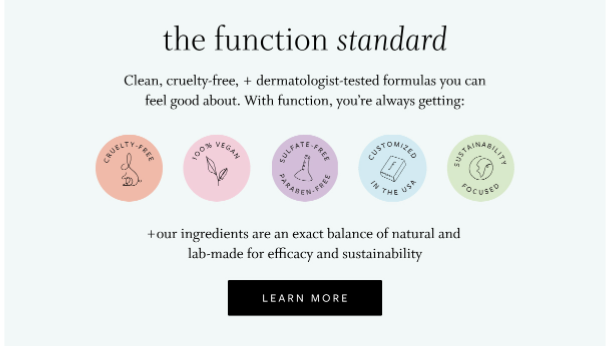 the function standard
Clean, cruelty-free, + dermatologist-tested formulas you can
feel good about. With function, you're always getting:
CRUELTY-FREE
100% VEGAN
SULFATE-FREE
PARABEN-FREE
CUSTOMIZED
IN THE USA
SUSTAINABILITY
FOCUSED
+our ingredients are an exact balance of natural and
lab-made for efficacy and sustainability
LEARN MORE